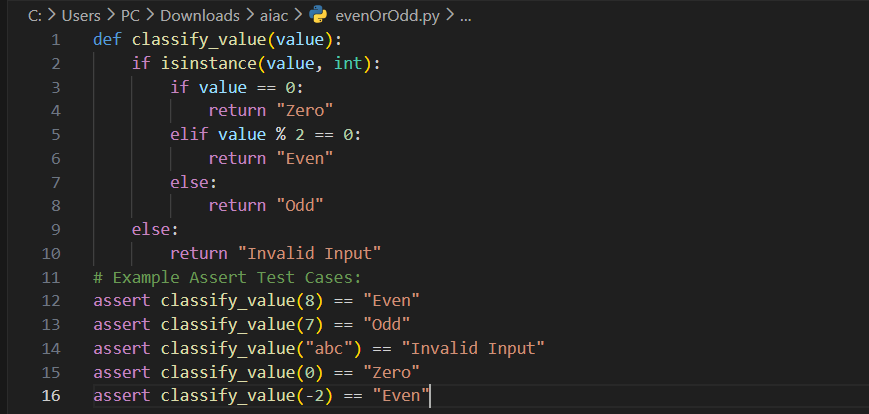 C: > Users > PC > Downloads > aiac > evenOrOdd.py > ...
1 def classify_value(value):
2     if isinstance(value, int):
3         if value == 0:
4             return "Zero"
5         elif value % 2 == 0:
6             return "Even"
7         else:
8             return "Odd"
9     else:
10         return "Invalid Input"
11 # Example Assert Test Cases:
12 assert classify_value(8) == "Even"
13 assert classify_value(7) == "Odd"
14 assert classify_value("abc") == "Invalid Input"
15 assert classify_value(0) == "Zero"
16 assert classify_value(-2) == "Even"